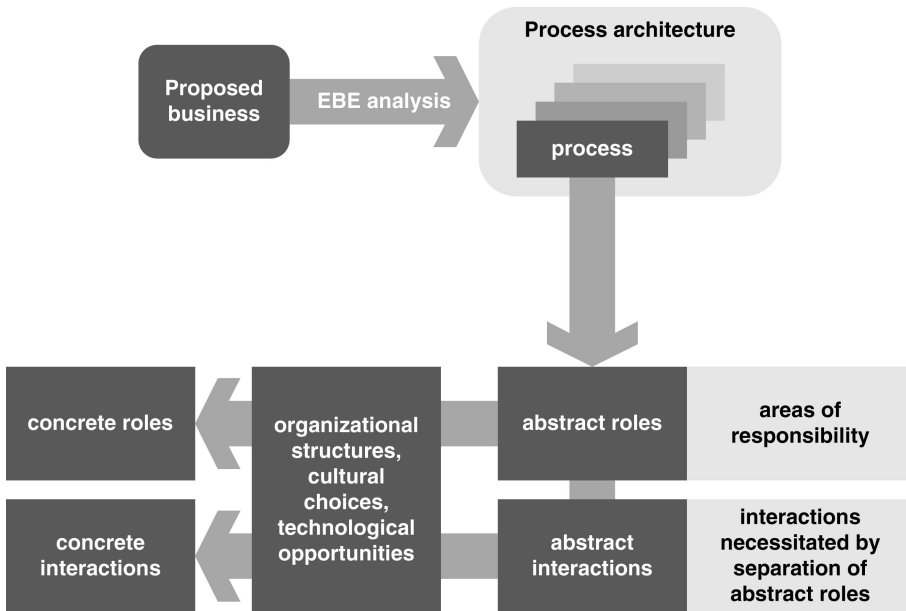 Process architecture
Proposed
business
EBE analysis
process
concrete roles
organizational
structures,
cultural
choices,
technological
opportunities
abstract roles
areas of
responsibility
concrete
interactions
abstract
interactions
interactions
necessitated by
separation of
abstract roles